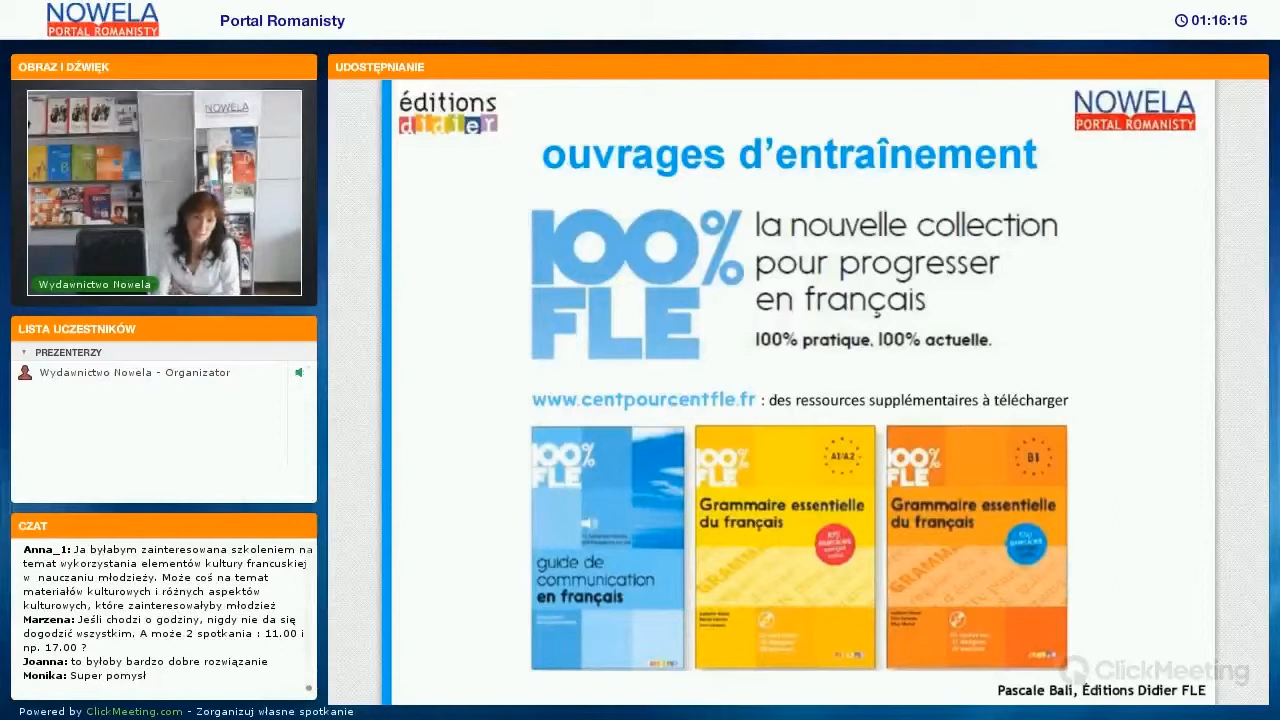 NOWELA
PORTAL ROMANISTY
Portal Romanisty
01:16:15
OBRAZ I DŹWIĘK
NOWELA
Wydawnictwo Nowela
LISTA UCZESTNIKÓW
PREZENTERZY
Wydawnictwo Nowela - Organizator
CZAT
Anna_1: Ja byłabym zainteresowana szkoleniem na
temat wykorzystania elementów kultury francuskiej
w nauczaniu młodzieży. Może coś na temat
materiałów kulturowych i różnych aspektów
kulturowych, które zainteresowałyby młodzież
Marzena: Jeśli chodzi o godziny, nigdy nie da się
dogodzić wszystkim. A może 2 spotkania : 11.00 i
np. 17.00 ?
Joanna: to byłoby bardzo dobre rozwiązanie
Monika: Super pomysł
Powered by ClickMeeting.com - Zorganizuj własne spotkanie
UDOSTĘPNIANIE
éditions
didier
NOWELA
PORTAL ROMANISTY
ouvrages d’entraînement
100%
FLE
la nouvelle collection
pour progresser
en français
100% pratique, 100% actuelle.
www.centpourcentfle.fr : des ressources supplémentaires à télécharger
100%
FLE
guide de
communication
en français
100%
FLE
A1/A2
Grammaire essentielle
du français
GRAMM
100%
FLE
B1
Grammaire essentielle
du français
GRAMM
ClickMeeting
Pascale Bali, Éditions Didier FLE